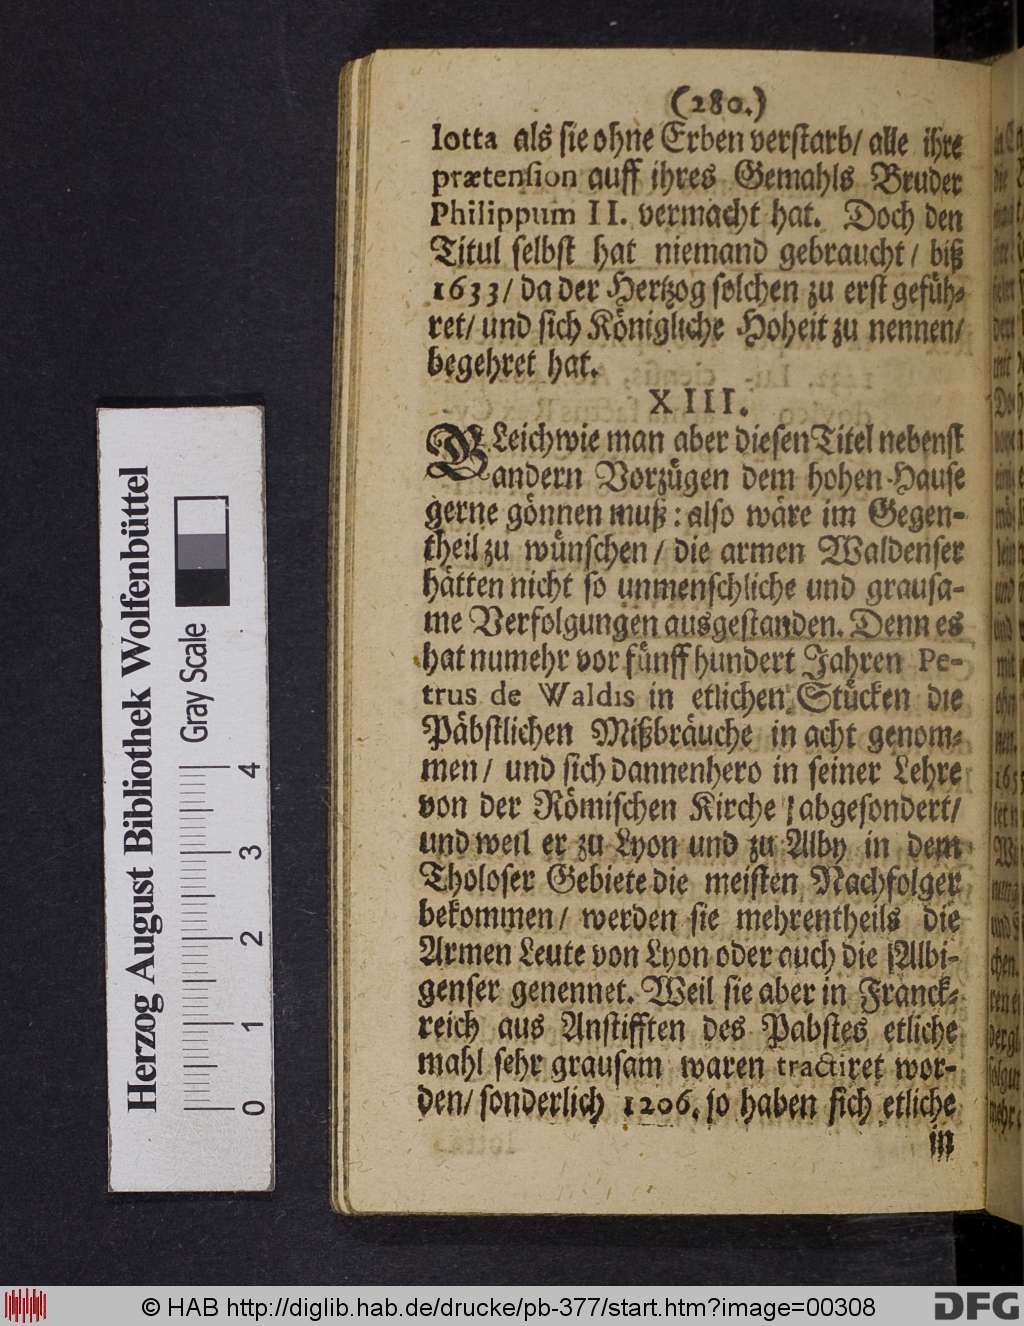 (280.)
lotta als sie ohne Erben verstarb/ alle ihre
prætension auff ihres Gemahls Bruder
Philippum II. vermacht hat. Doch den
Titul selbst hat niemand gebraucht/ biß
1633/ da der Hertzog solchen zu erst gefüh-
ret/ und sich Königliche Hoheit zu nennen/
begehret hat.
XIII.
GLeichwie man aber diesen Titel nebenst
andern Vorzügen dem hohen Hause
gerne gönnen muß: also wäre im Gegen-
theil zu wünschen/ die armen Waldenser
hätten nicht so unmenschliche und grausa-
me Verfolgungen ausgestanden. Denn es
hat numehr vor fünff hundert Jahren Pe-
trus de Waldis in etlichen Stücken die
Päbstlichen Mißbräuche in acht genom-
men/ und sich dannenhero in seiner Lehre
von der Römischen Kirche abgesondert/
und weil er zu Lyon und zu Alby in dem
Tholoser Gebiete die meisten Nachfolger
bekommen/ werden sie mehrentheils die
Armen Leute von Lyon oder auch die Albi-
genser genennet. Weil sie aber in Franck-
reich aus Anstifften des Pabstes etliche
mahl sehr grausam waren tractiret wor-
den/ sonderlich 1206. so haben sich etliche
in
Herzog August Bibliothek Wolfenbüttel
Gray Scale
0 1 2 3 4
© HAB http://diglib.hab.de/drucke/pb-377/start.htm?image=00308
DFG